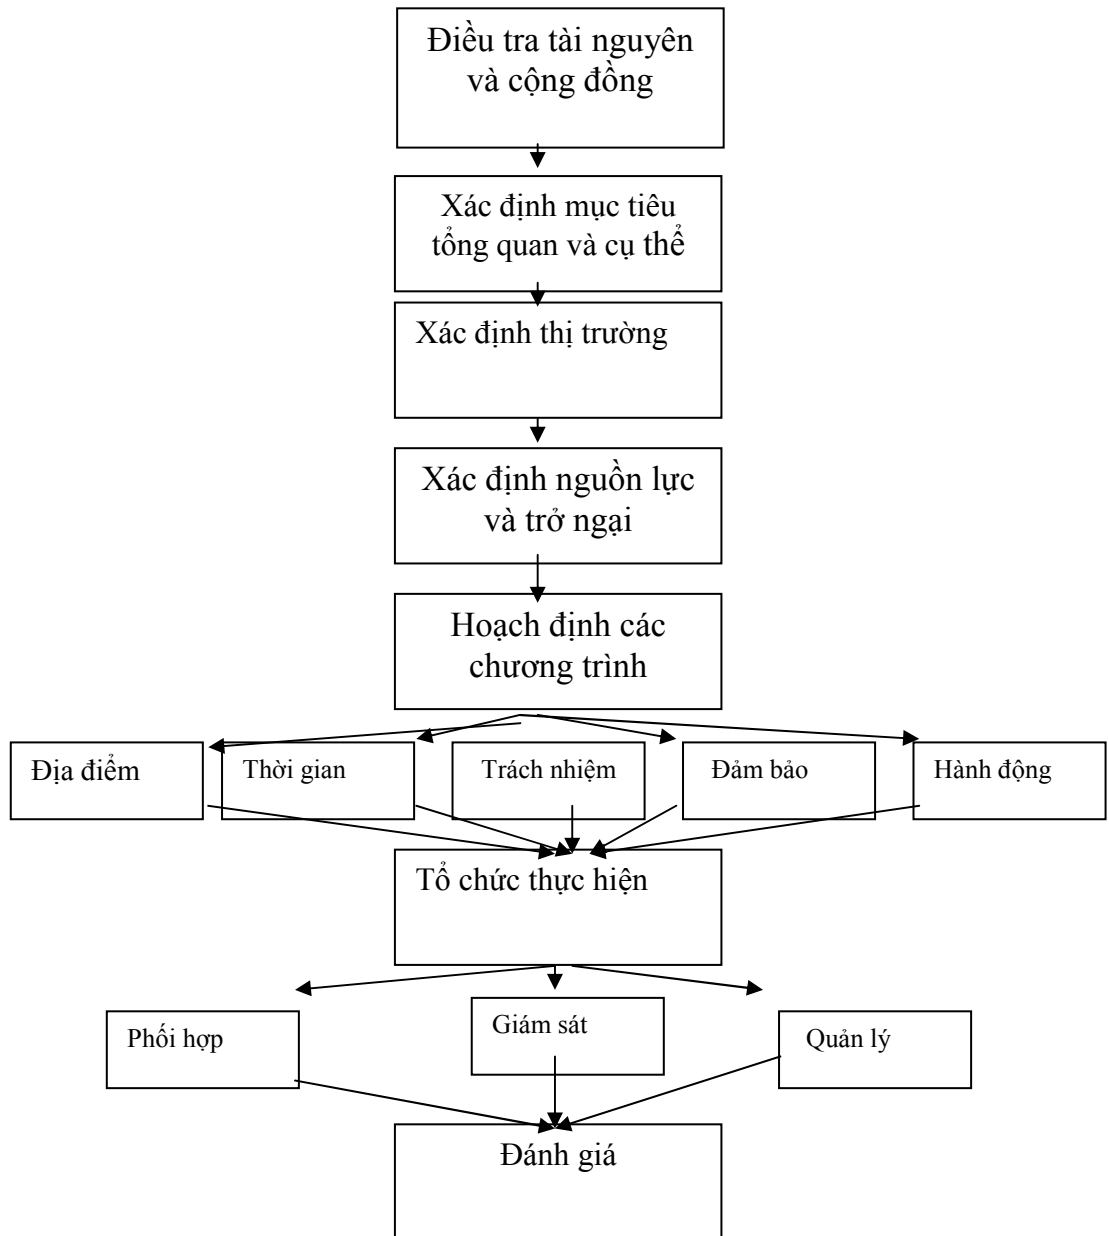 Điều tra tài nguyên
và cộng đồng
Xác định mục tiêu
tổng quan và cụ thể
Xác định thị trường
Xác định nguồn lực
và trở ngại
Hoạch định các
chương trình
Địa điểm
Thời gian
Trách nhiệm
Đảm bảo
Hành động
Tổ chức thực hiện
Phối hợp
Giám sát
Quản lý
Đánh giá